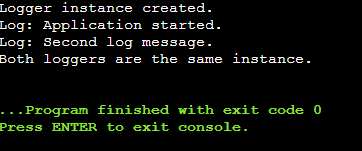 Logger instance created.
Log: Application started.
Log: Second log message.
Both loggers are the same instance.
...Program finished with exit code 0
Press ENTER to exit console.